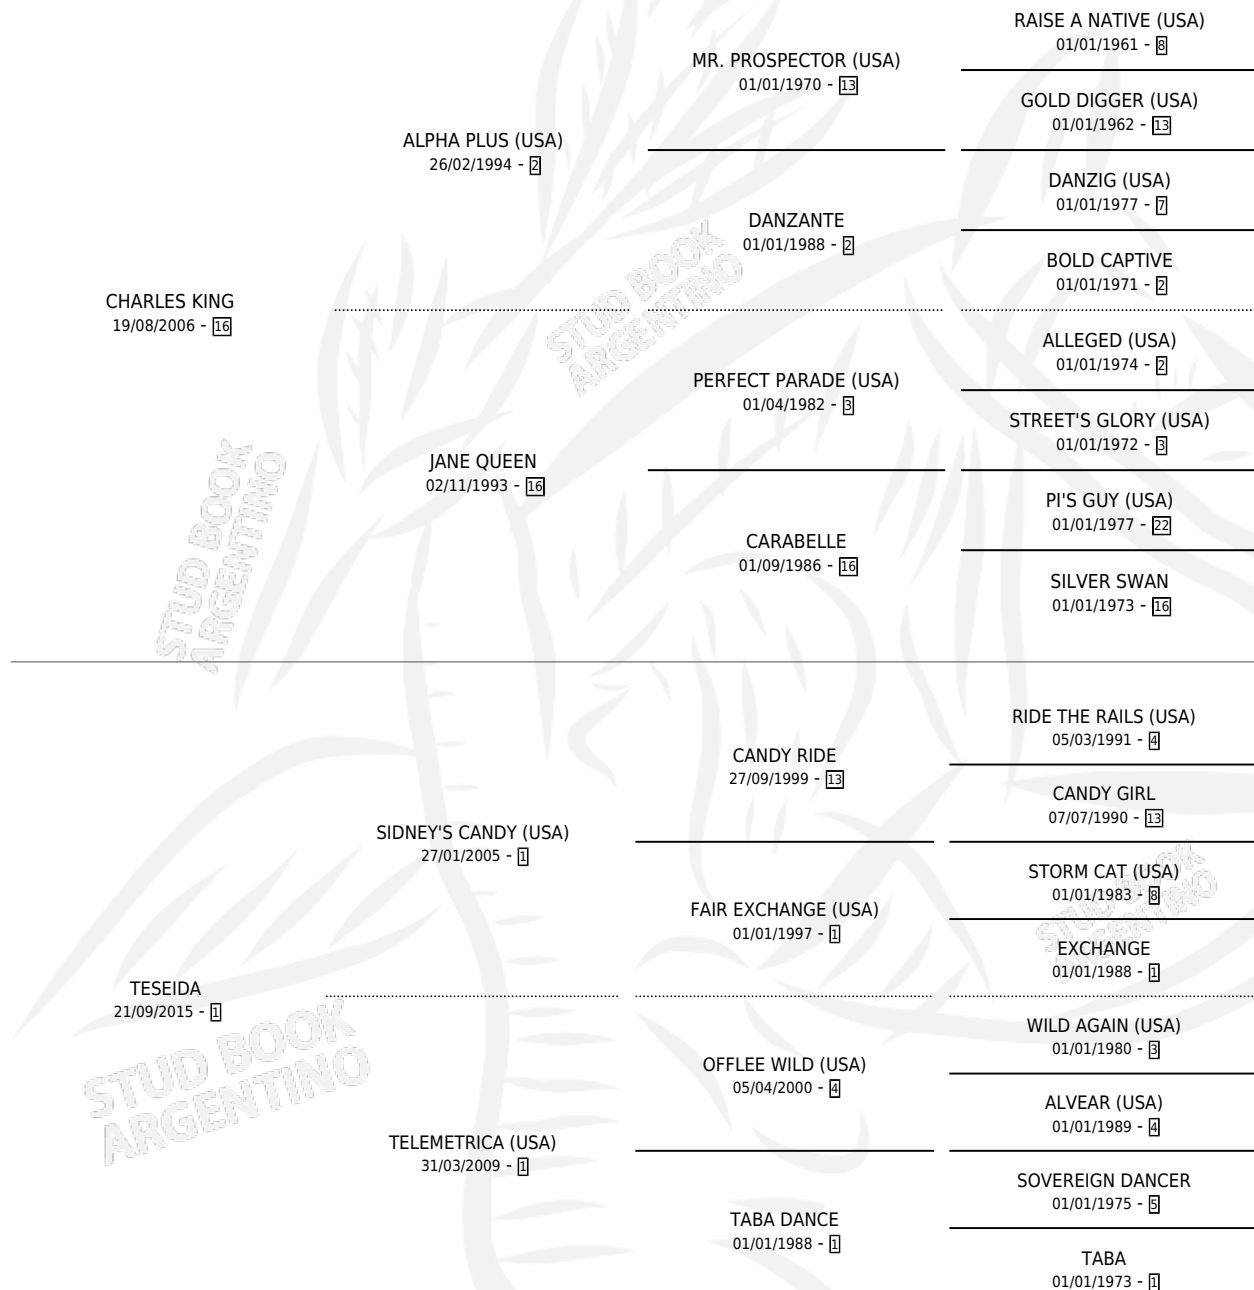 RAISE A NATIVE (USA)
01/01/1961 - 8
MR. PROSPECTOR (USA)
01/01/1970 - 13
GOLD DIGGER (USA)
01/01/1962 - 13
ALPHA PLUS (USA)
26/02/1994 - 2
DANZIG (USA)
01/01/1977 - 7
DANZANTE
01/01/1988 - 2
BOLD CAPTIVE
01/01/1971 - 2
CHARLES KING
19/08/2006 - 16
STUD BOOK
ARGENTINO
ALLEGED (USA)
01/01/1974 - 2
PERFECT PARADE (USA)
01/04/1982 - 3
STREET'S GLORY (USA)
01/01/1972 - 3
JANE QUEEN
02/11/1993 - 16
PI'S GUY (USA)
01/01/1977 - 22
CARABELLE
01/09/1986 - 16
SILVER SWAN
01/01/1973 - 16
STUD BOOK
ARGENTINO
RIDE THE RAILS (USA)
05/03/1991 - 4
CANDY RIDE
27/09/1999 - 13
CANDY GIRL
07/07/1990 - 13
SIDNEY'S CANDY (USA)
27/01/2005 - 1
STORM CAT (USA)
01/01/1983 - 8
FAIR EXCHANGE (USA)
01/01/1997 - 1
EXCHANGE
01/01/1988 - 1
STUD BOOK
ARGENTINO
TESEIDA
21/09/2015 - 1
WILD AGAIN (USA)
01/01/1980 - 3
OFFLEE WILD (USA)
05/04/2000 - 4
ALVEAR (USA)
01/01/1989 - 4
STUD BOOK
ARGENTINO
TELEMETRICA (USA)
31/03/2009 - 1
SOVEREIGN DANCER
01/01/1975 - 5
TABA DANCE
01/01/1988 - 1
TABA
01/01/1973 - 1